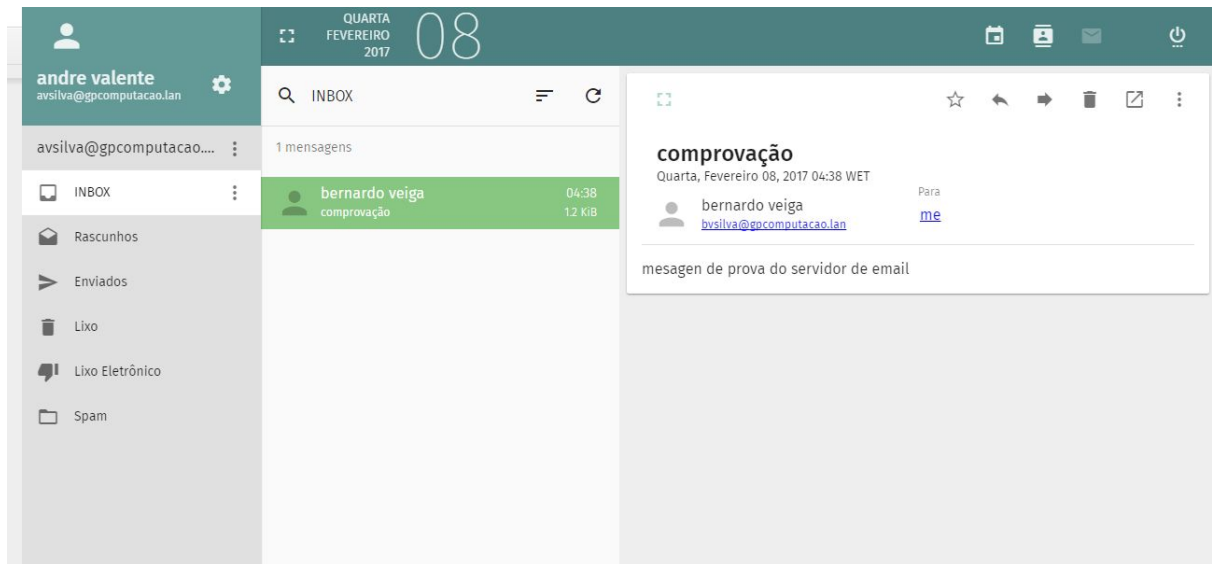 andre valente
avsilva@gpcomputacao.lan
avsilva@gpcomputacao....
INBOX
Rascunhos
Enviados
Lixo
Lixo Eletrônico
Spam
QUARTA
FEVEREIRO
2017
08
INBOX
1 mensagens
bernardo veiga 04:38
comprovação 1.2 KiB
comprovação
Quarta, Fevereiro 08, 2017 04:38 WET
bernardo veiga
bvsilva@gpcomputacao.lan
Para
me
mesagen de prova do servidor de email